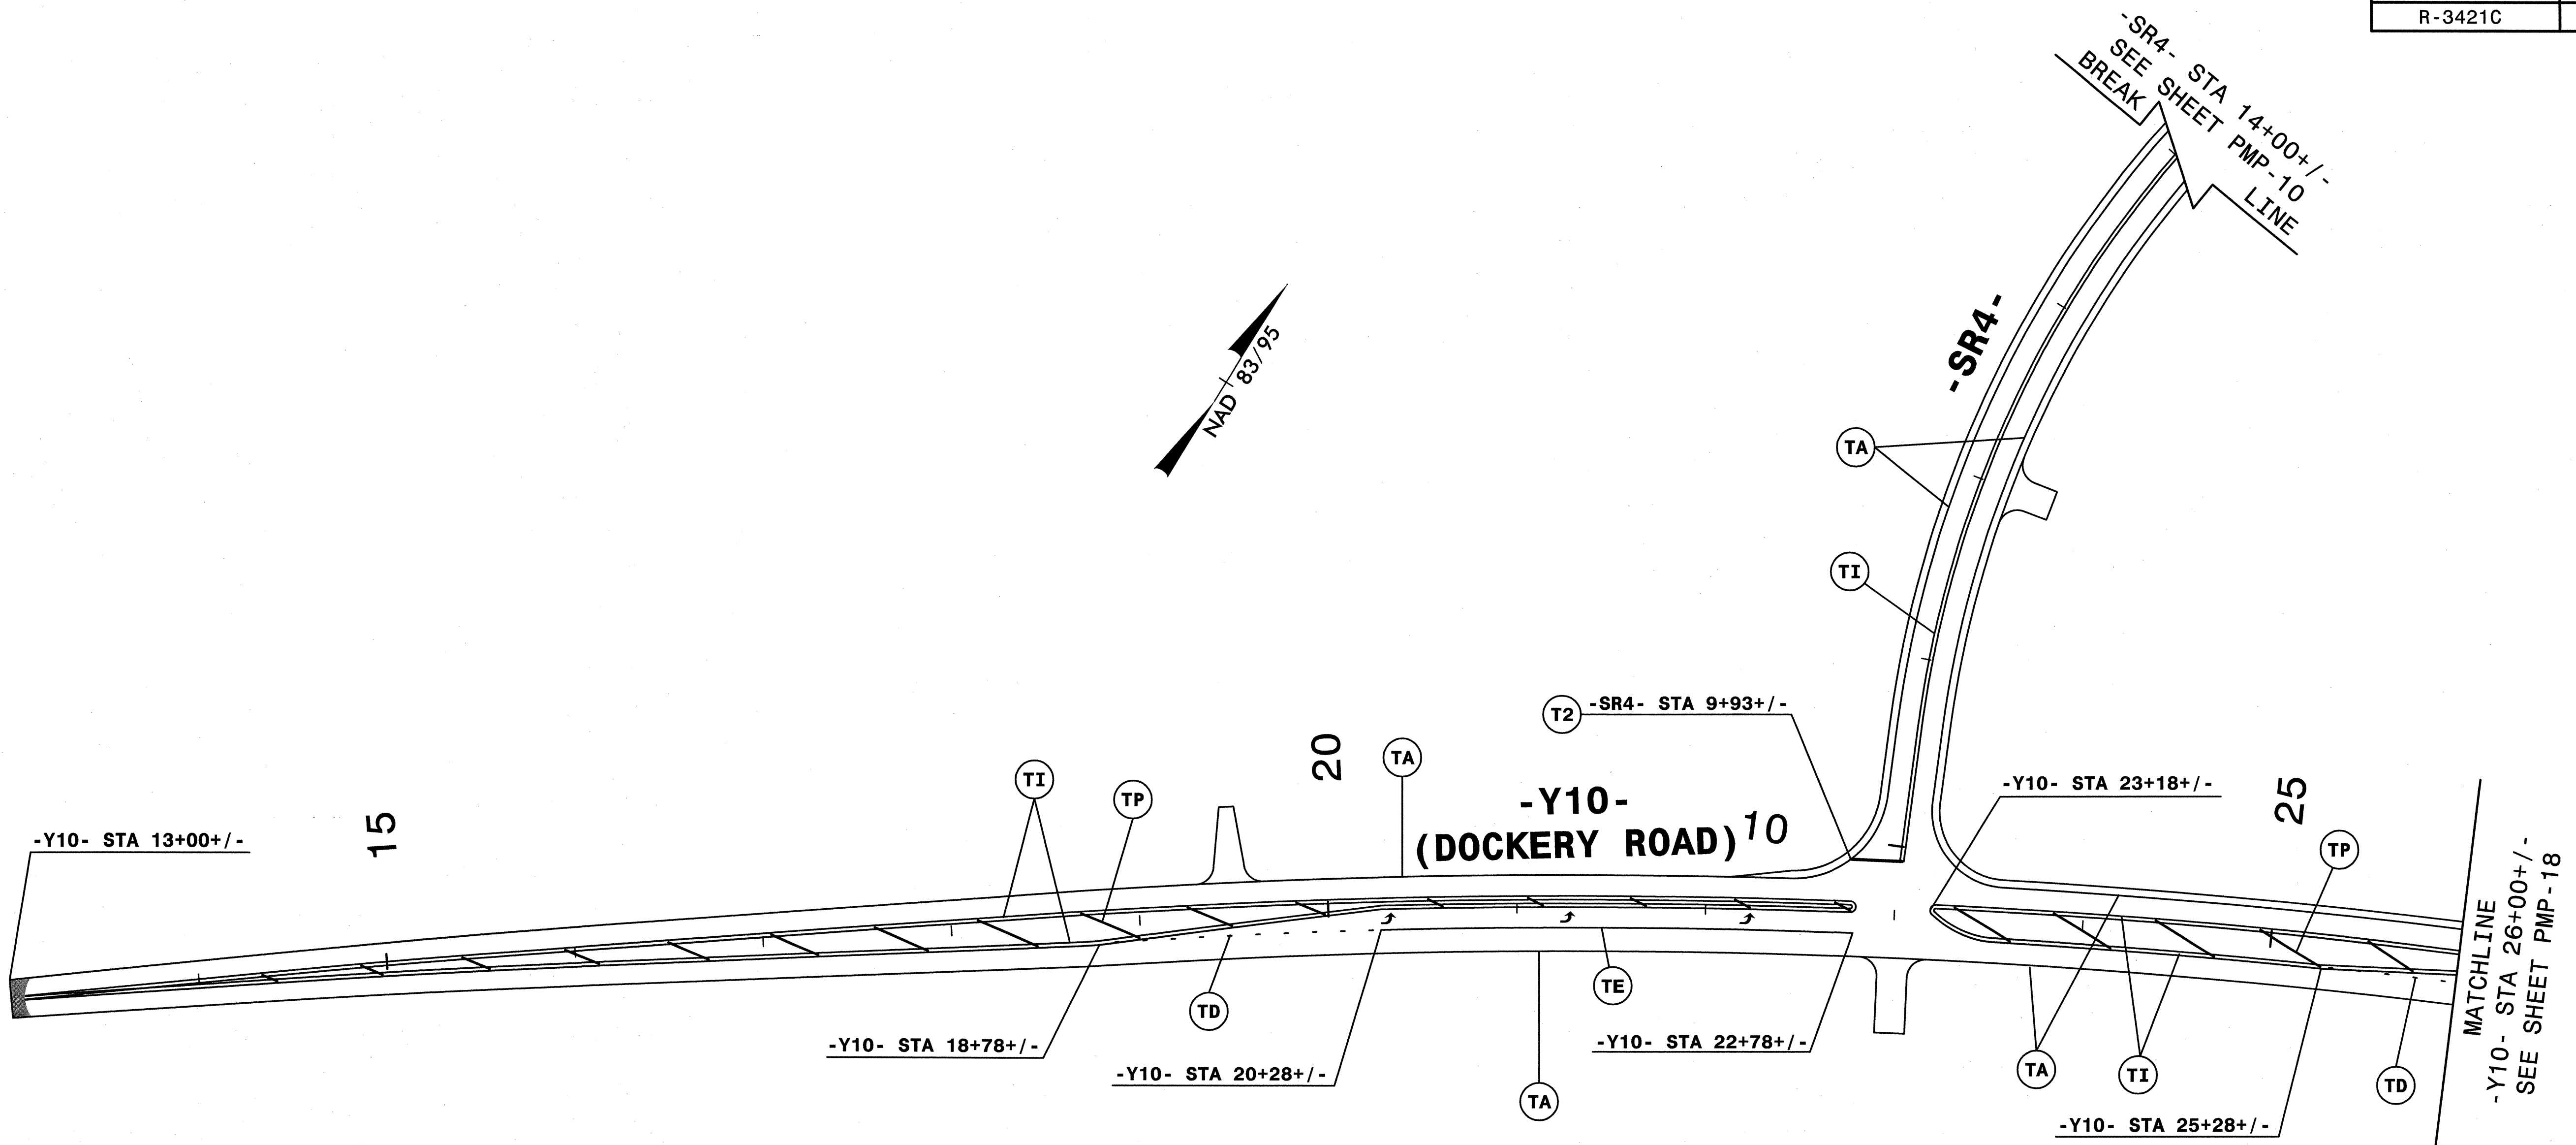 R-3421C
-SR4- STA 14+00+/-
SEE SHEET PMP-10
BREAK LINE
NAD 83/95
-SR4-
TA
TI
T2 -SR4- STA 9+93+/-
20
TA
TI
TP
-Y10-
(DOCKERY ROAD)
10
-Y10- STA 23+18+/-
25
TP
-Y10- STA 13+00+/-
15
MATCHLINE
-Y10- STA 26+00+/-
SEE SHEET PMP-18
TD
TE
-Y10- STA 18+78+/-
-Y10- STA 22+78+/-
-Y10- STA 20+28+/-
TA
TA
TI
TD
-Y10- STA 25+28+/-